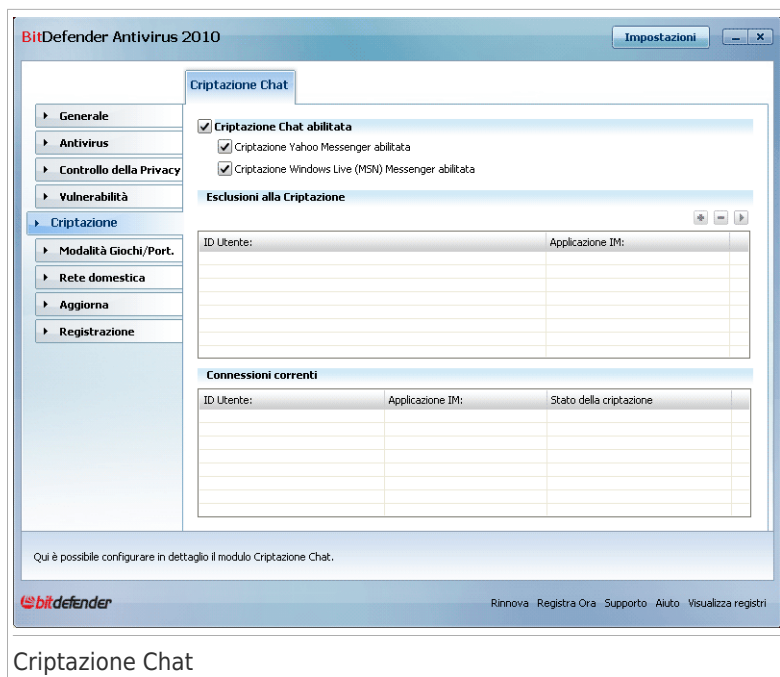 BitDefender Antivirus 2010
Impostazioni
Criptazione Chat
Generale
Antivirus
Controllo della Privacy
Vulnerabilità
Criptazione
Modalità Giochi/Port.
Rete domestica
Aggiorna
Registrazione
Criptazione Chat abilitata
Criptazione Yahoo Messenger abilitata
Criptazione Windows Live (MSN) Messenger abilitata
Esclusioni alla Criptazione
ID Utente: Applicazione IM:
Connessioni correnti
ID Utente: Applicazione IM: Stato della criptazione
Qui è possibile configurare in dettaglio il modulo Criptazione Chat.
bitdefender
Rinnova Registra Ora Supporto Aiuto Visualizza registri
Criptazione Chat